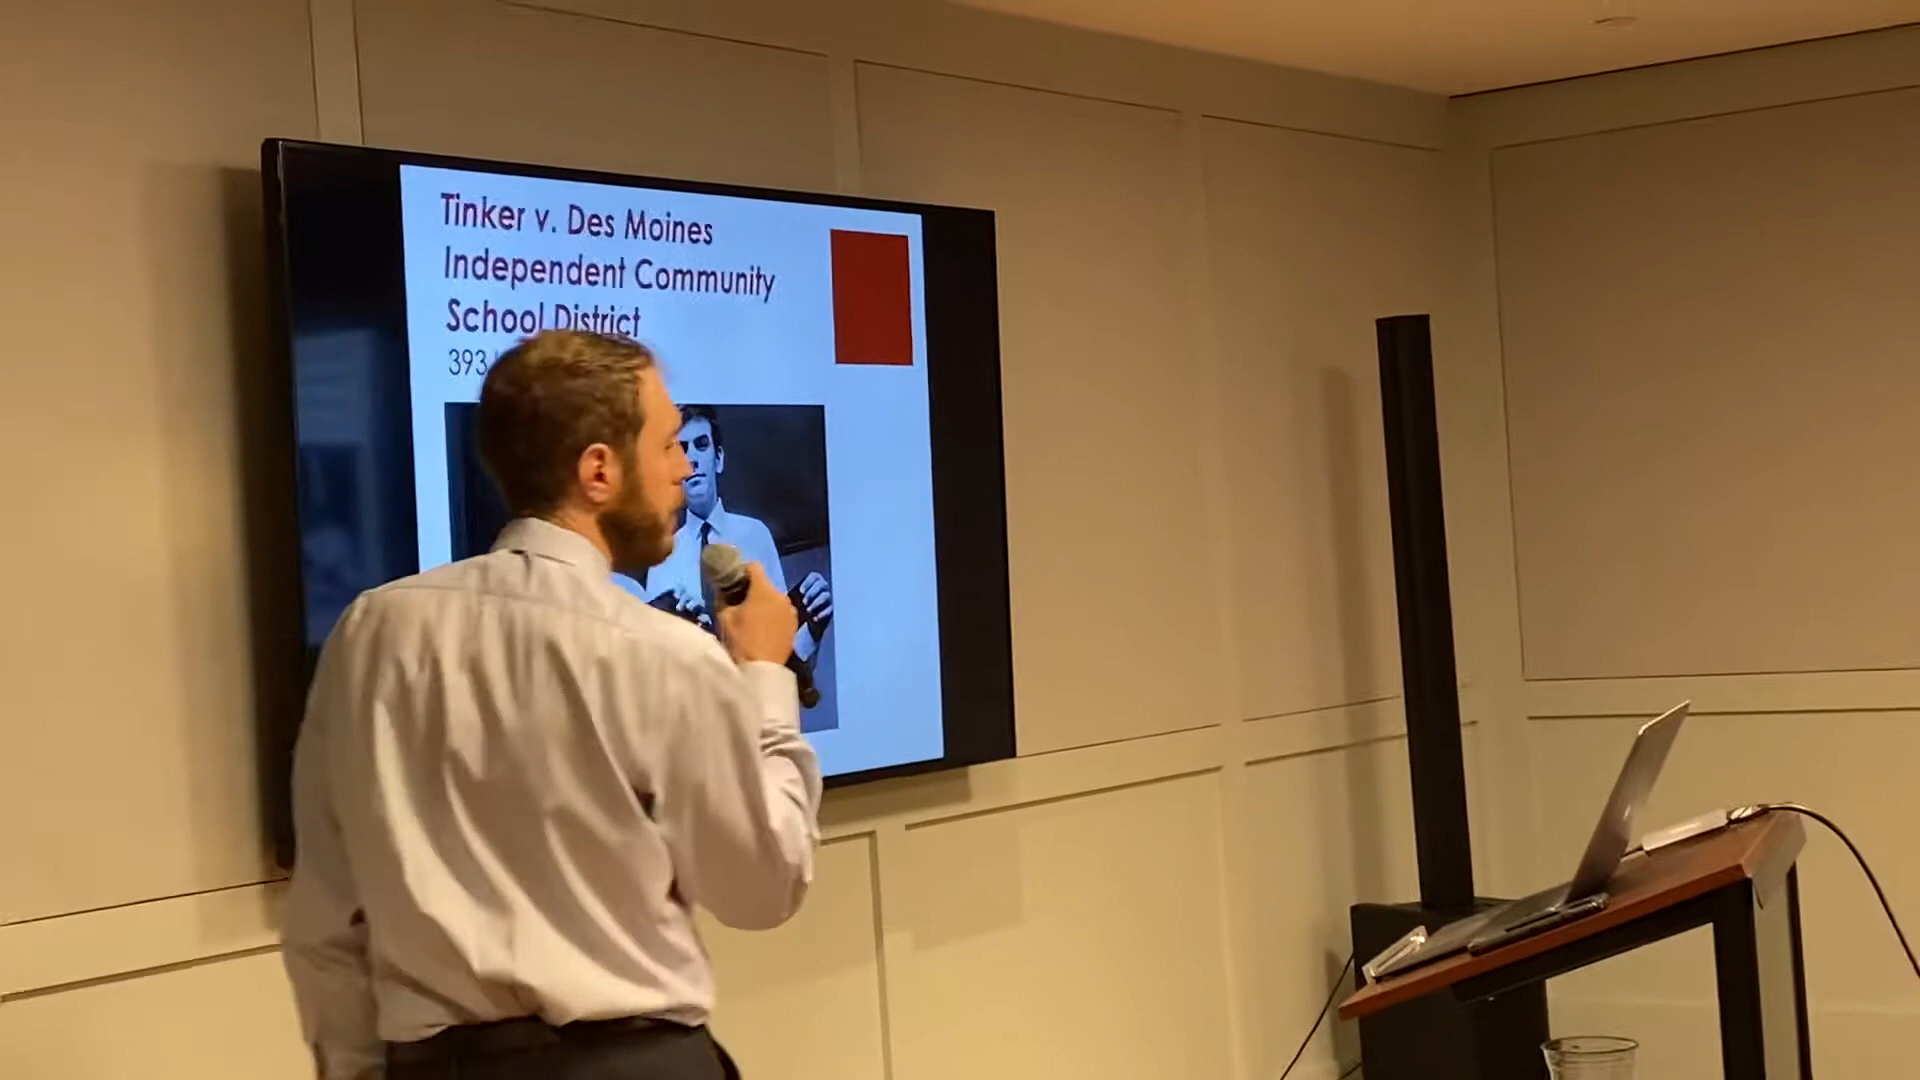 Tinker v. Des Moines
Independent Community
School District
393